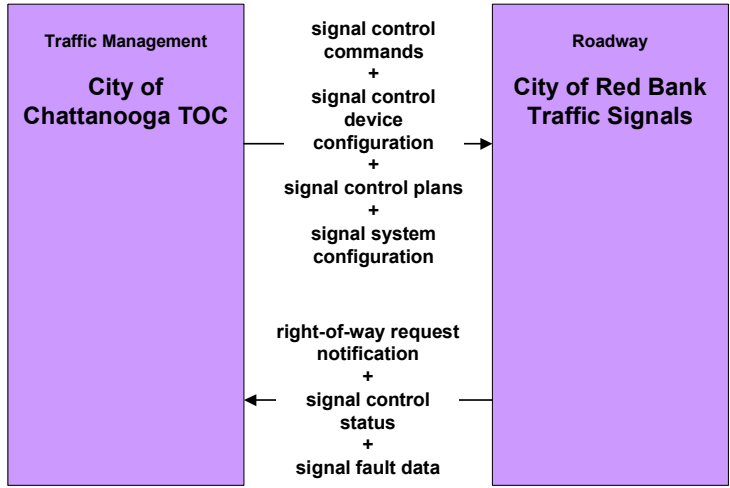 Traffic Management
City of
Chattanooga TOC
signal control
commands
+
signal control
device
configuration
+
signal control plans
+
signal system
configuration
Roadway
City of Red Bank
Traffic Signals
right-of-way request
notification
+
signal control
status
+
signal fault data